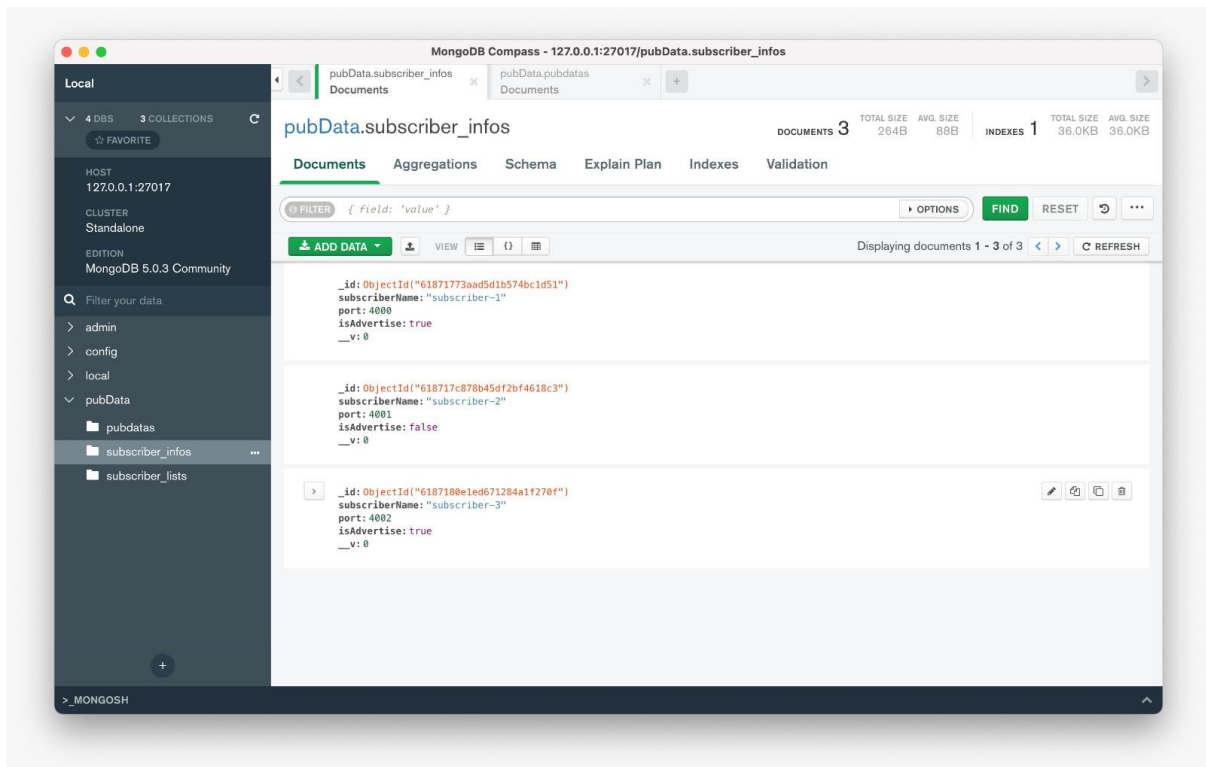 MongoDB Compass - 127.0.0.1:27017/pubData.subscriber_infos
Local
4 DBS 3 COLLECTIONS
☆ FAVORITE
HOST
127.0.0.1:27017
CLUSTER
Standalone
EDITION
MongoDB 5.0.3 Community
Filter your data
admin
config
local
pubData
pubdatas
subscriber_infos ...
subscriber_lists
+
pubData.subscriber_infos
Documents
pubData.pubdatas
Documents
+
pubData.subscriber_infos
DOCUMENTS 3 TOTAL SIZE 264B AVG. SIZE 88B INDEXES 1 TOTAL SIZE 36.0KB AVG. SIZE 36.0KB
Documents Aggregations Schema Explain Plan Indexes Validation
FILTER { field: 'value' } OPTIONS FIND RESET ...
ADD DATA VIEW {} Displaying documents 1 - 3 of 3 < > REFRESH
_id: ObjectId("61871773aad5d1b574bc1d51")
subscriberName: "subscriber-1"
port: 4000
isAdvertise: true
__v: 0
_id: ObjectId("618717c878b45df2bf4618c3")
subscriberName: "subscriber-2"
port: 4001
isAdvertise: false
__v: 0
_id: ObjectId("6187180e1ed671284a1f270f")
subscriberName: "subscriber-3"
port: 4002
isAdvertise: true
__v: 0
>_MONGOSH